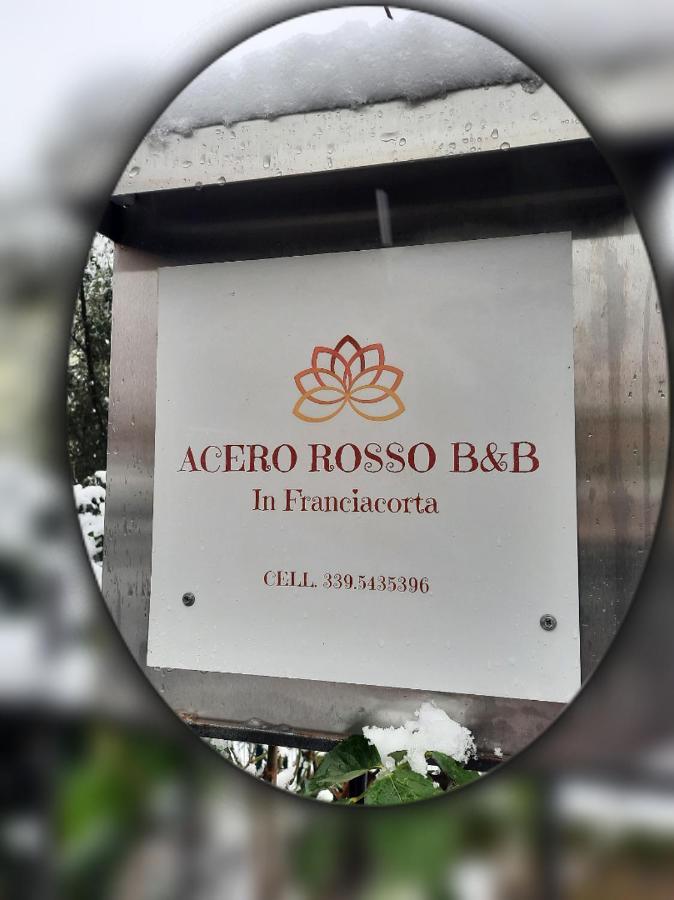 ACERO ROSSO B&B
In Franciacorta
CELL. 339.5435396